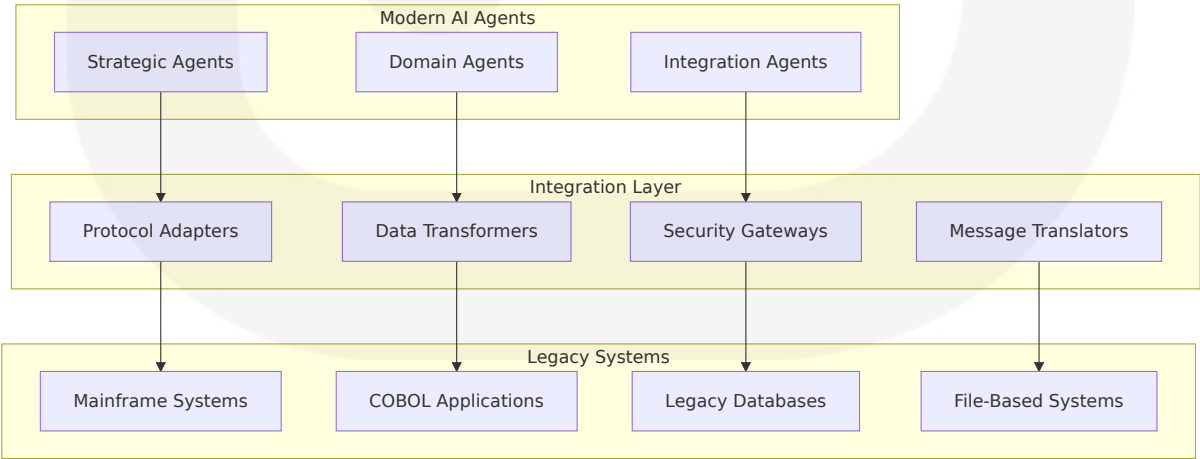 Modern AI Agents
Strategic Agents
Domain Agents
Integration Agents
Integration Layer
Protocol Adapters
Data Transformers
Security Gateways
Message Translators
Legacy Systems
Mainframe Systems
COBOL Applications
Legacy Databases
File-Based Systems